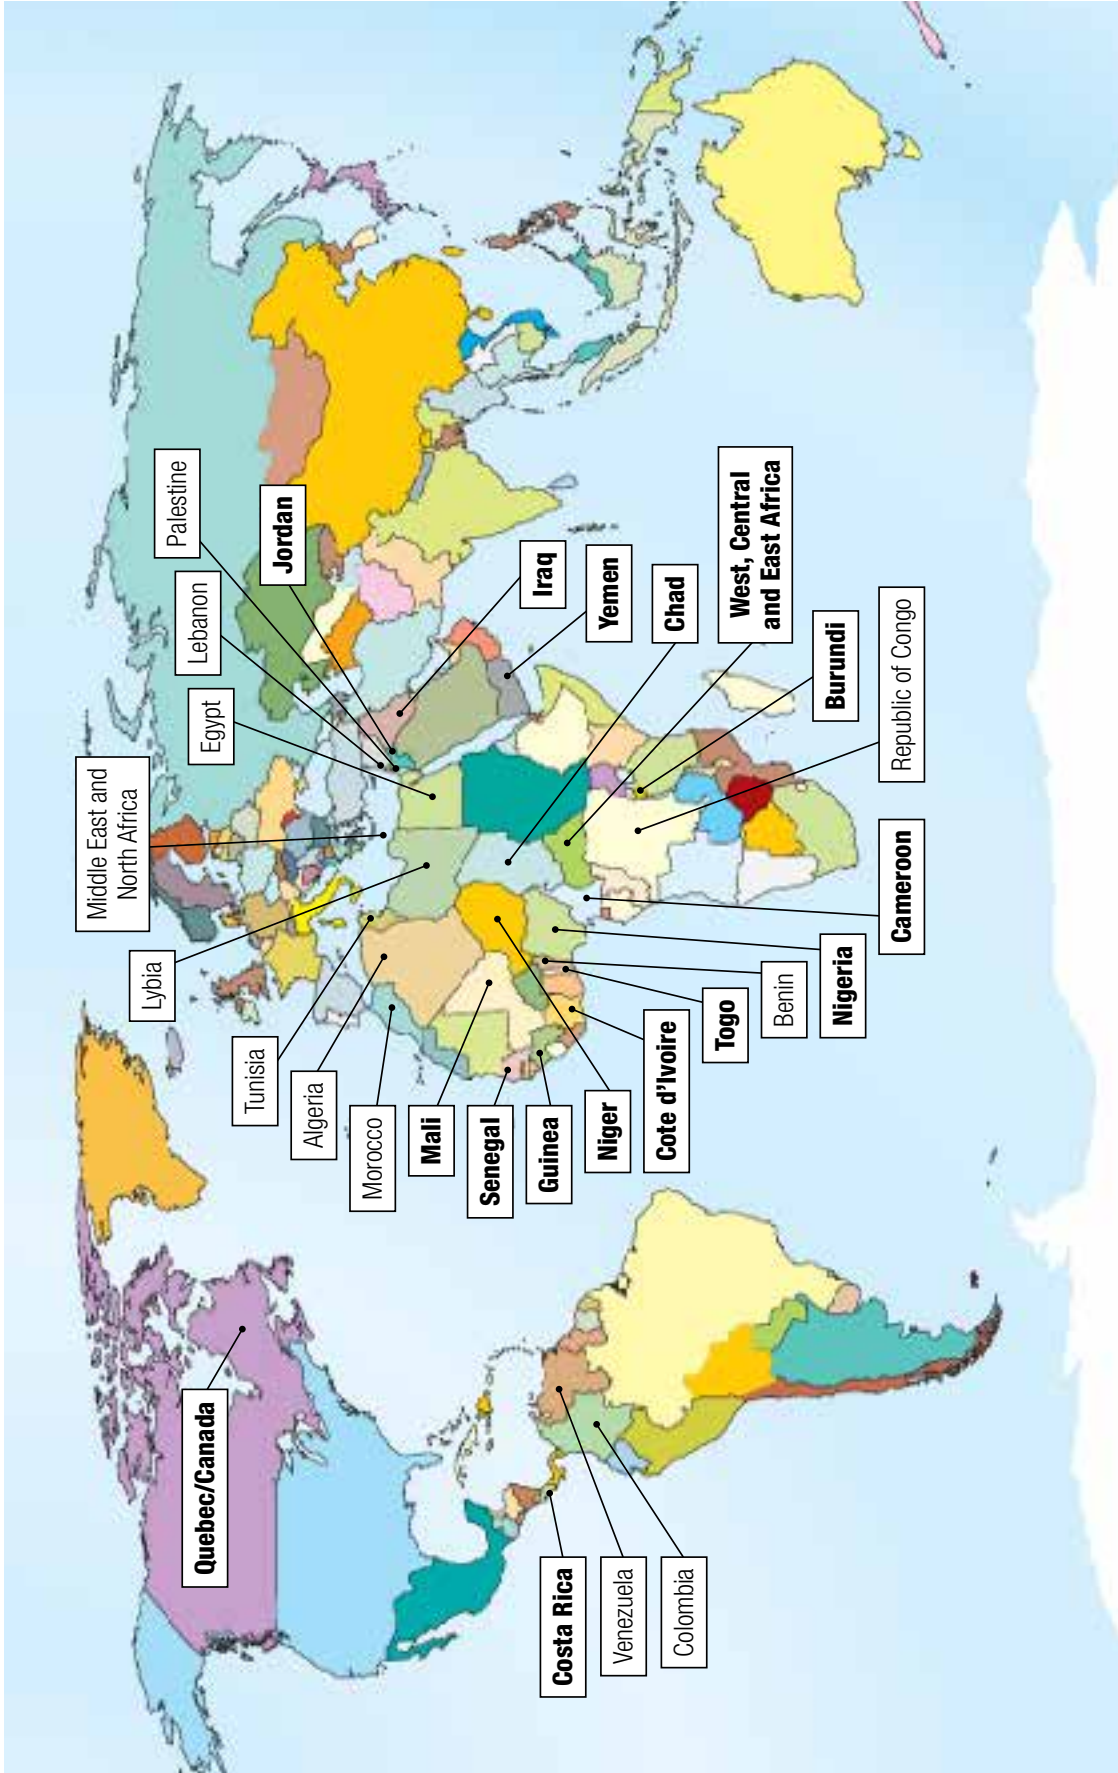 Quebec/Canada
Costa Rica
Venezuela
Colombia
Middle East and
North Africa
Lybia
Tunisia
Algeria
Morocco
Mali
Senegal
Guinea
Niger
Cote d'Ivoire
Togo
Benin
Nigeria
Cameroon
Egypt
Lebanon
Palestine
Jordan
Iraq
Yemen
Chad
West, Central
and East Africa
Burundi
Republic of Congo